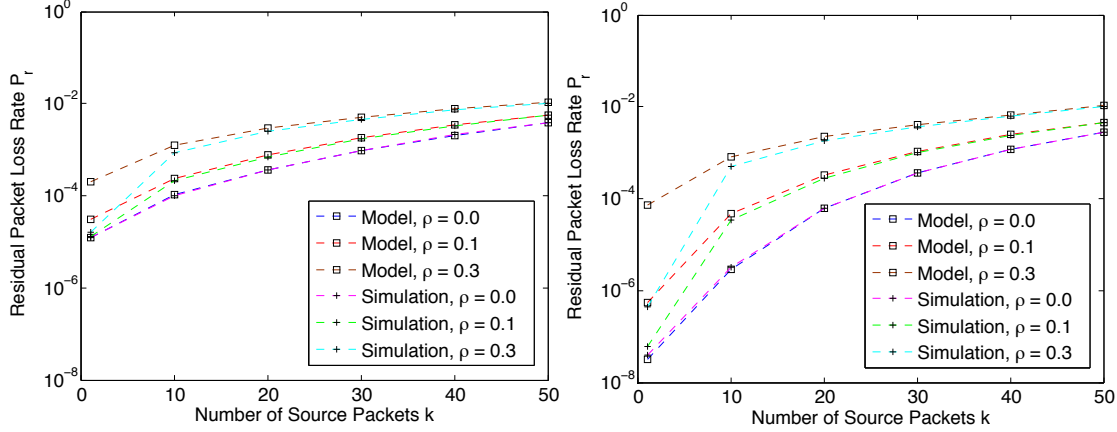 10^0
10^-2
10^-4
10^-6
10^-8
Residual Packet Loss Rate P_r
0 10 20 30 40 50
Number of Source Packets k
Model, ρ = 0.0
Model, ρ = 0.1
Model, ρ = 0.3
Simulation, ρ = 0.0
Simulation, ρ = 0.1
Simulation, ρ = 0.3
10^0
10^-2
10^-4
10^-6
10^-8
Residual Packet Loss Rate P_r
0 10 20 30 40 50
Number of Source Packets k
Model, ρ = 0.0
Model, ρ = 0.1
Model, ρ = 0.3
Simulation, ρ = 0.0
Simulation, ρ = 0.1
Simulation, ρ = 0.3